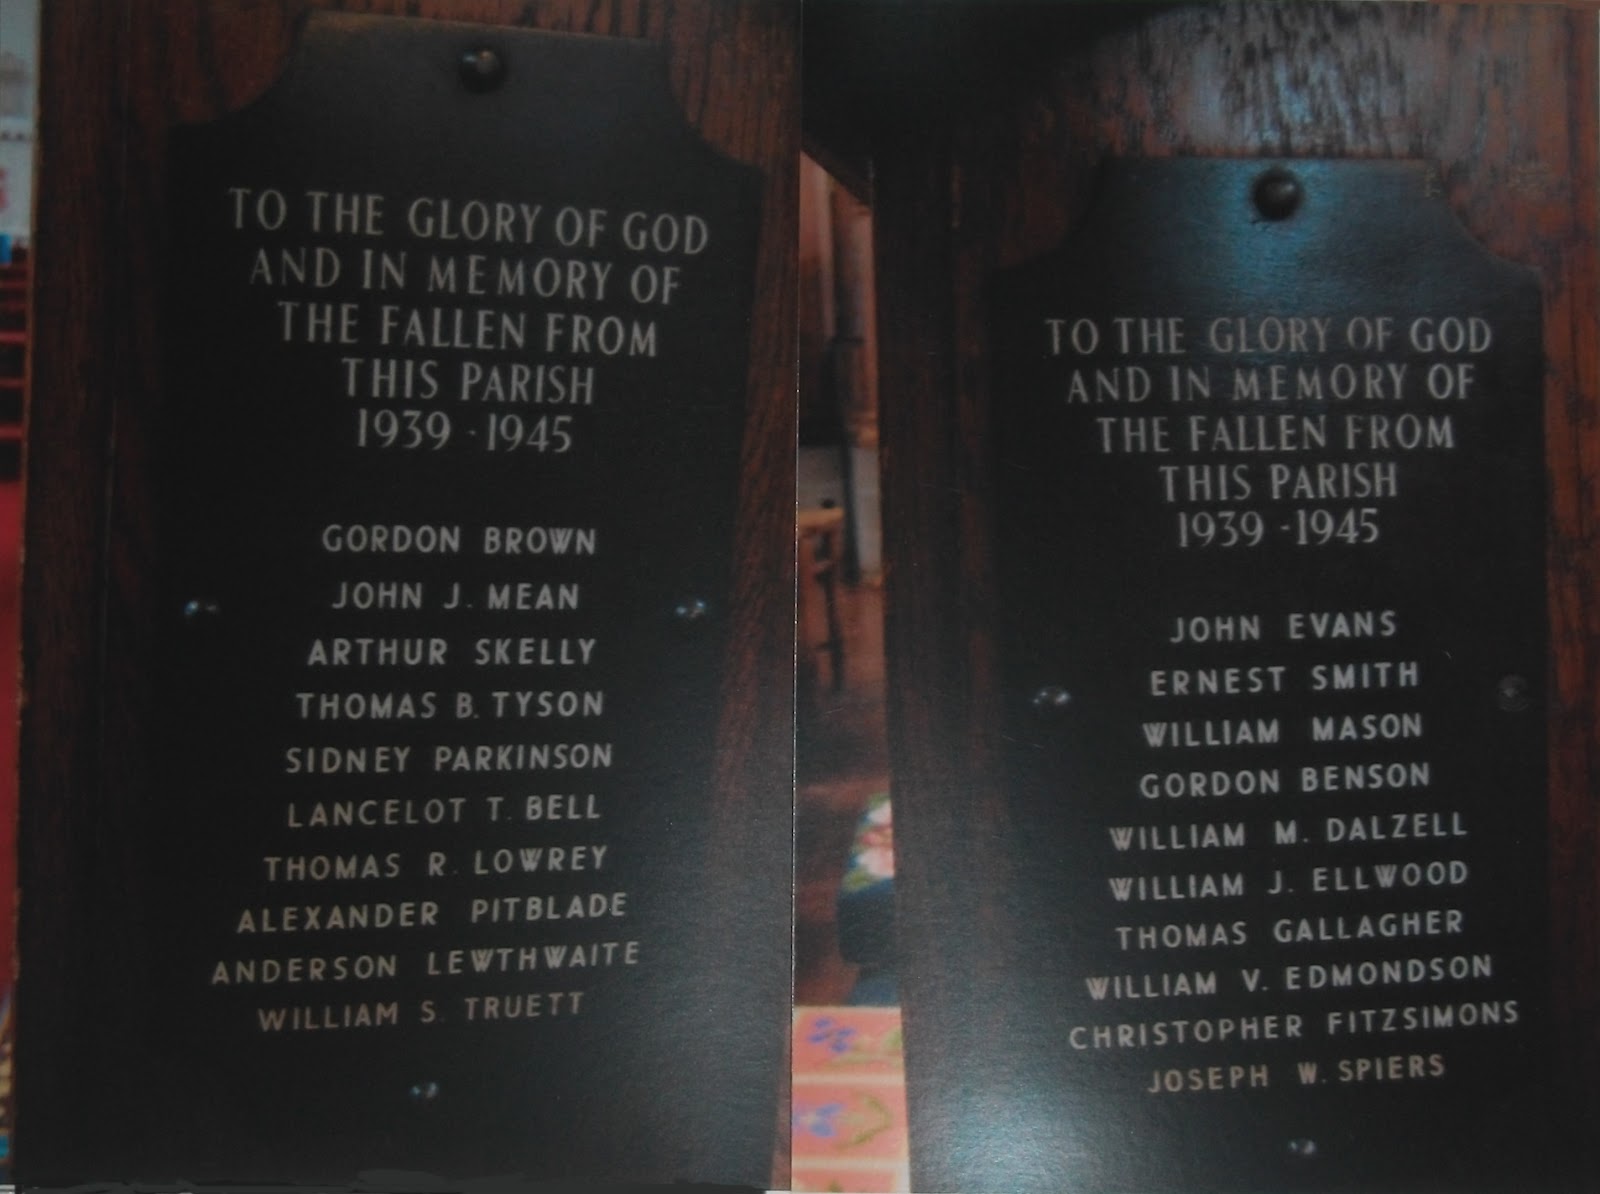 TO THE GLORY OF GOD
AND IN MEMORY OF
THE FALLEN FROM
THIS PARISH
1939 - 1945
GORDON BROWN
JOHN J. MEAN
ARTHUR SKELLY
THOMAS B. TYSON
SIDNEY PARKINSON
LANCELOT T. BELL
THOMAS R. LOWREY
ALEXANDER PITBLADE
ANDERSON LEWTHWAITE
WILLIAM S. TRUETT
TO THE GLORY OF GOD
AND IN MEMORY OF
THE FALLEN FROM
THIS PARISH
1939 - 1945
JOHN EVANS
ERNEST SMITH
WILLIAM MASON
GORDON BENSON
WILLIAM M. DALZELL
WILLIAM J. ELLWOOD
THOMAS GALLAGHER
WILLIAM V. EDMONDSON
CHRISTOPHER FITZSIMONS
JOSEPH W. SPIERS